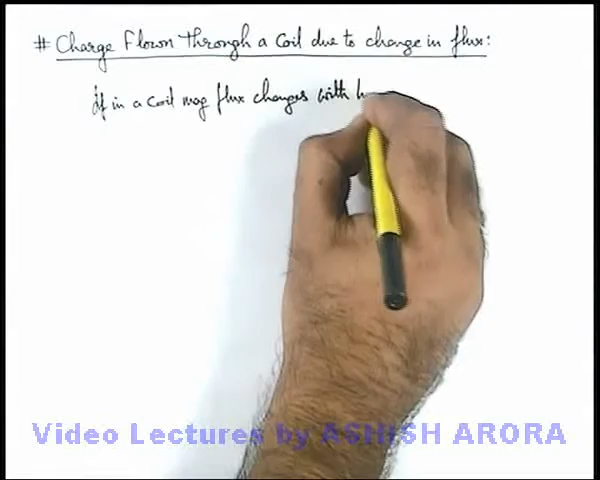 # Charge Flown Through a Coil due to change in flux:
if in a coil mag flux changes with
Video Lectures by ASHISH ARORA